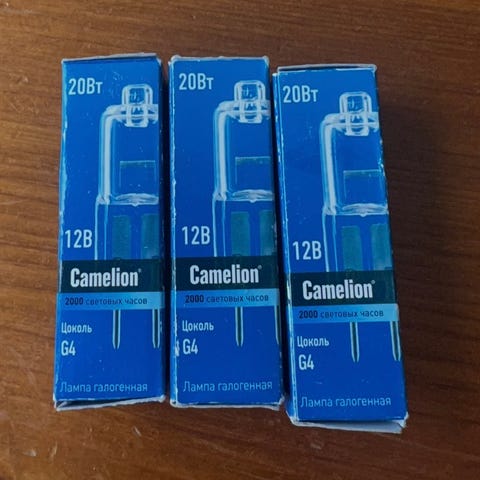 20Вт
12В
Camelion®
2000 световых часов
Цоколь
G4
Лампа галогенная
20Вт
12В
Camelion®
2000 световых часов
Цоколь
G4
Лампа галогенная
20Вт
12В
Camelion®
2000 световых часов
Цоколь
G4
Лампа галогенная